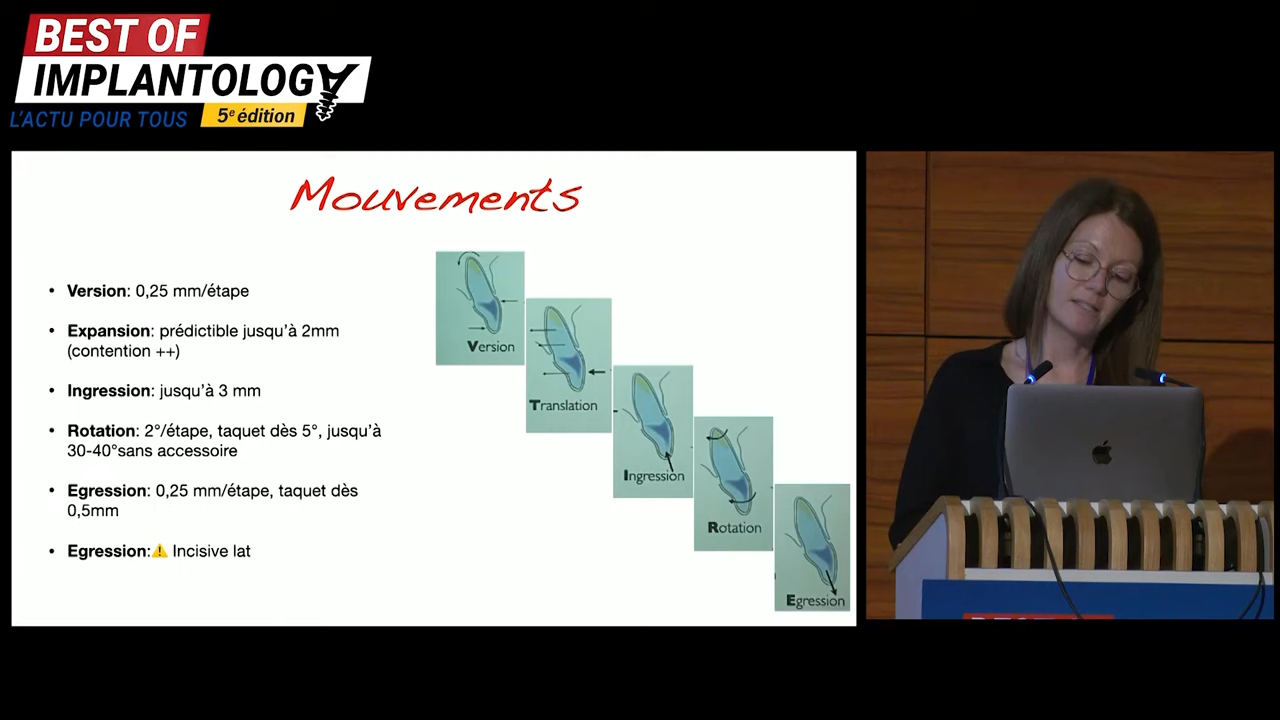 BEST OF
IMPLANTOLOGY
L'ACTU POUR TOUS
5e édition
Mouvements
• Version: 0,25 mm/étape
• Expansion: prédictible jusqu'à 2mm
(contention ++)
• Ingression: jusqu'à 3 mm
• Rotation: 2°/étape, taquet dès 5°, jusqu'à
30-40°sans accessoire
• Egression: 0,25 mm/étape, taquet dès
0,5mm
• Egression:⚠️ Incisive lat
Version
Translation
Ingression
Rotation
Egression